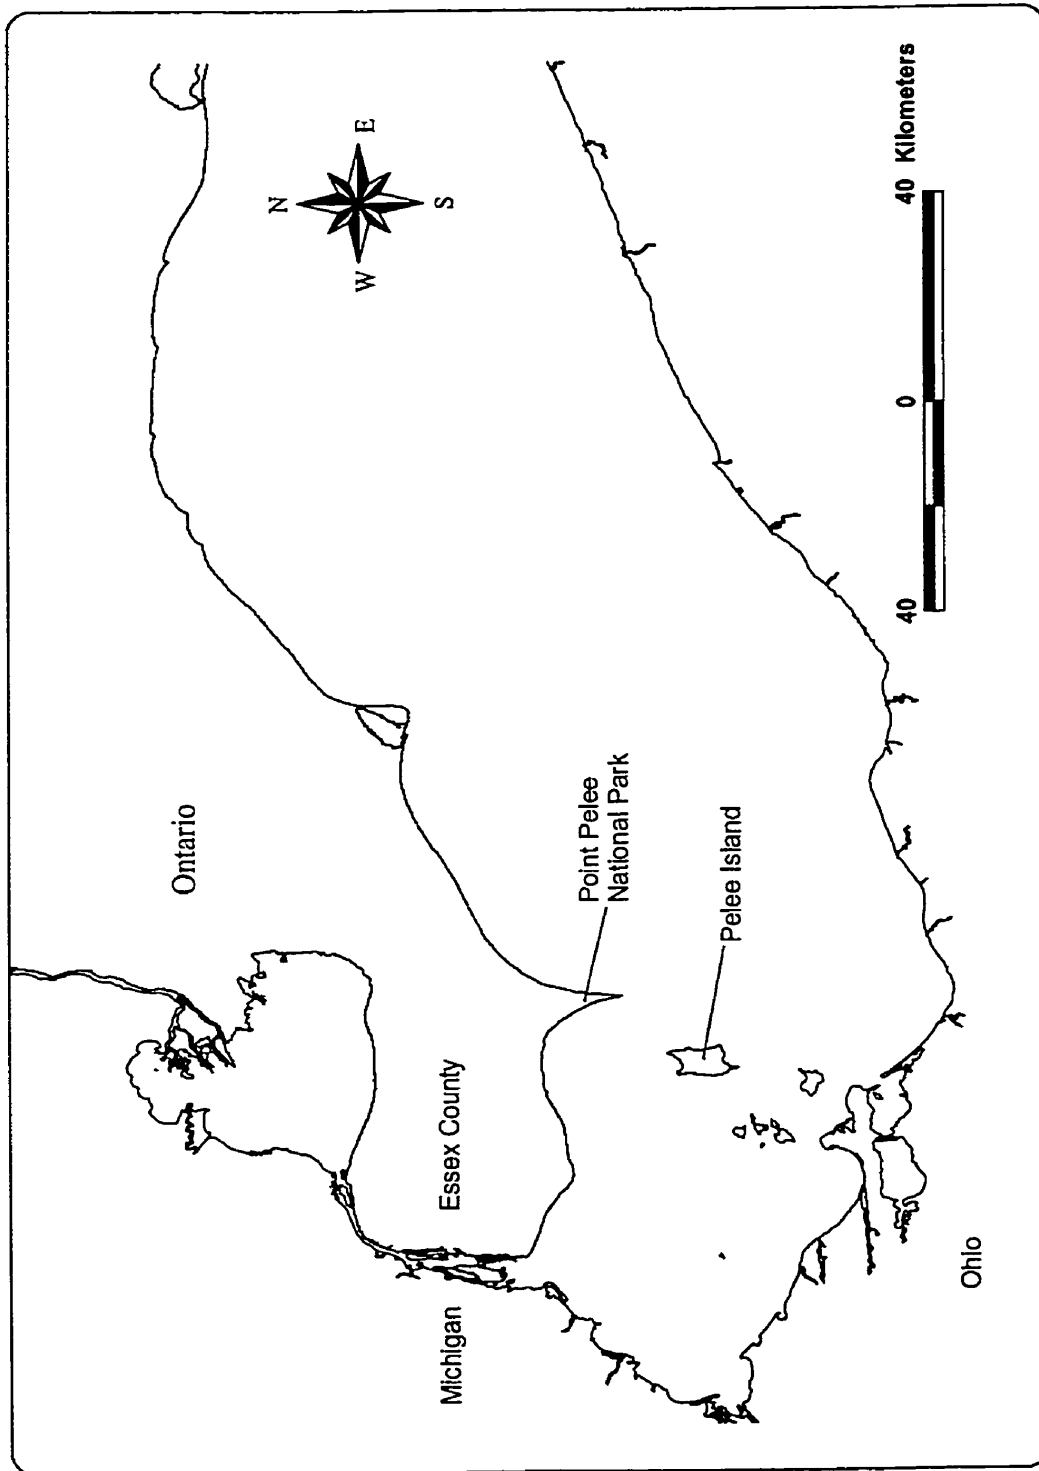 Ontario
N
W E
S
Michigan
Essex County
Point Pelee
National Park
Pelee Island
40 0 40 Kilometers
Ohio